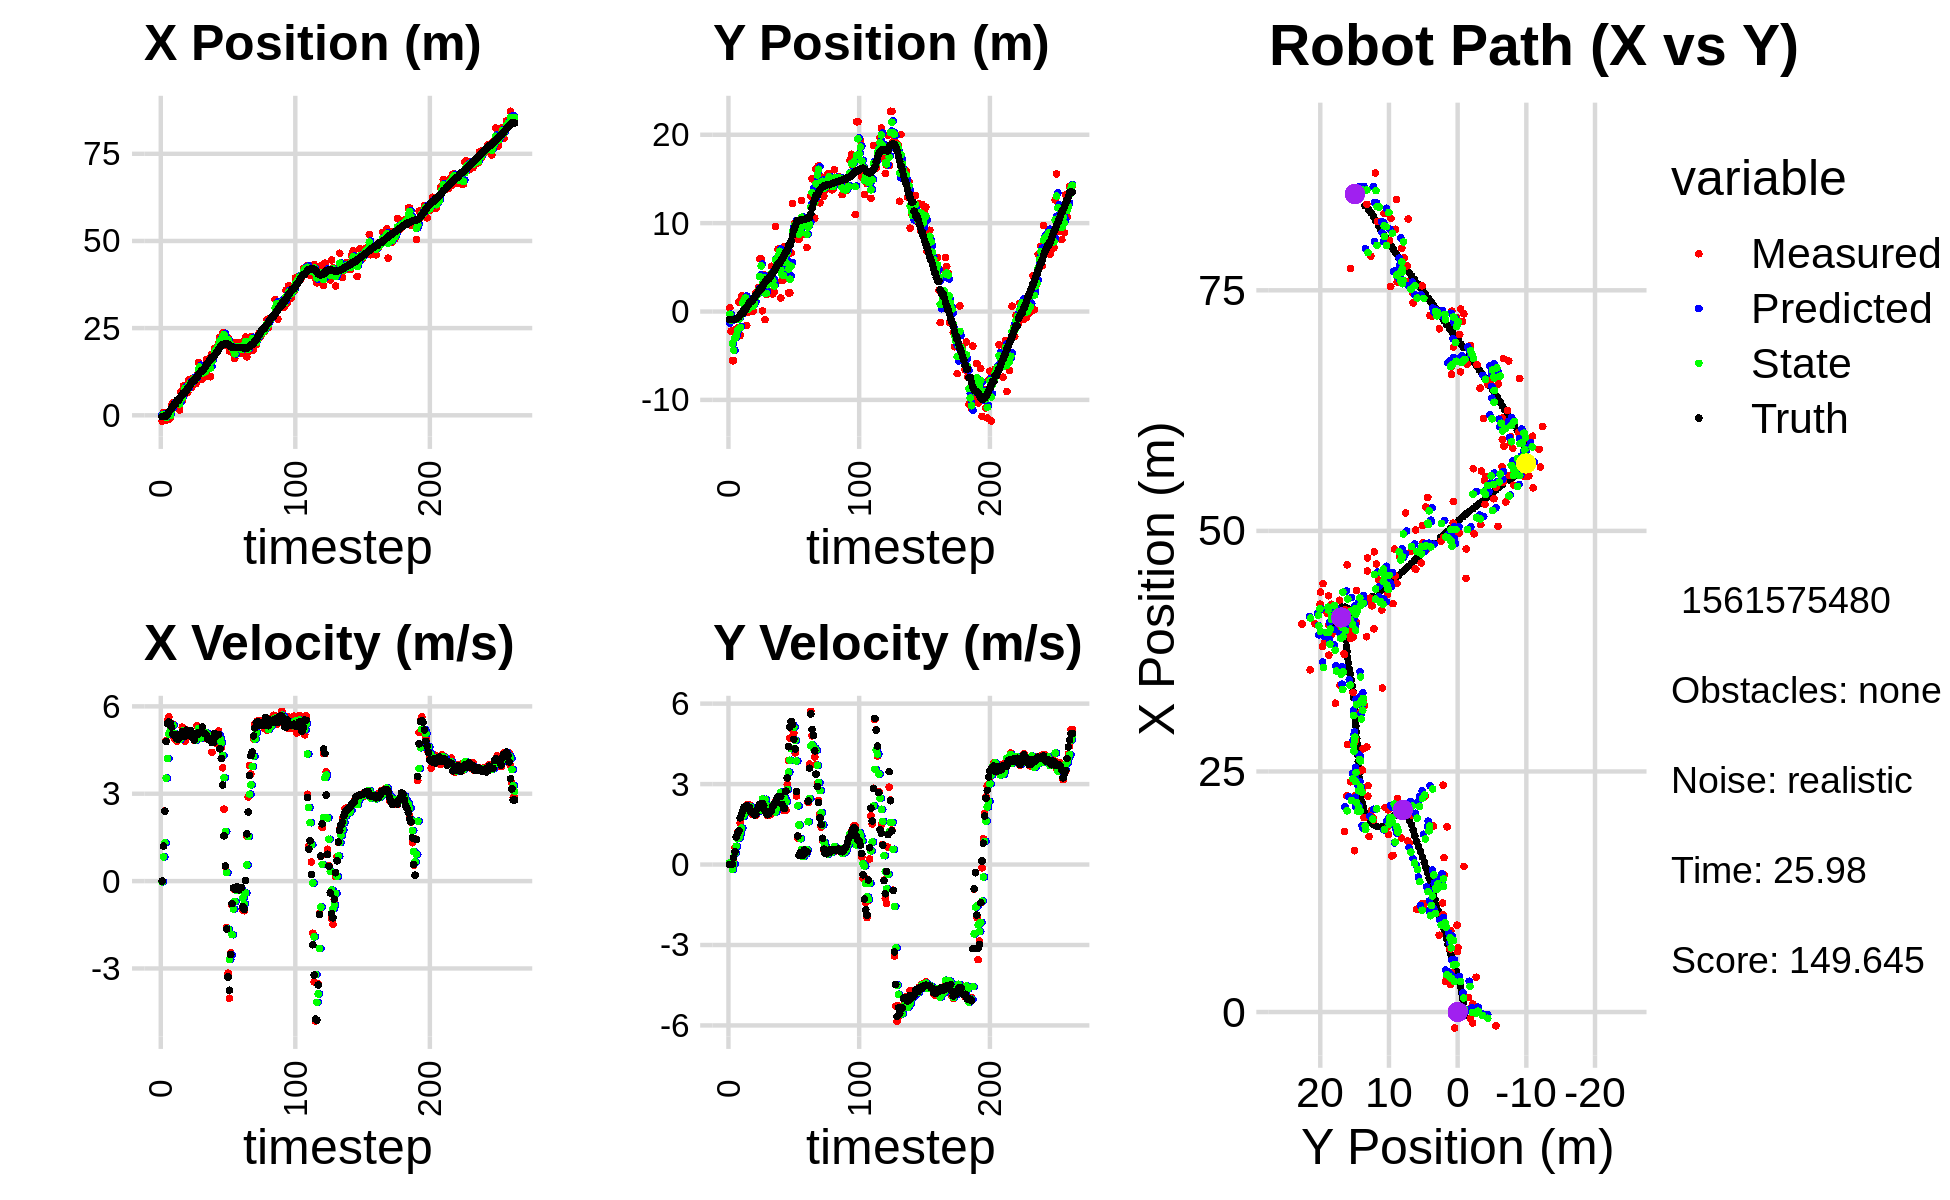 X Position (m)
75
50
25
0
0
100
200
timestep
Y Position (m)
20
10
0
-10
0
100
200
timestep
X Velocity (m/s)
6
3
0
-3
0
100
200
timestep
Y Velocity (m/s)
6
3
0
-3
-6
0
100
200
timestep
Robot Path (X vs Y)
X Position (m)
75
50
25
0
20 10 0 -10 -20
Y Position (m)
variable
Measured
Predicted
State
Truth
1561575480
Obstacles: none
Noise: realistic
Time: 25.98
Score: 149.645